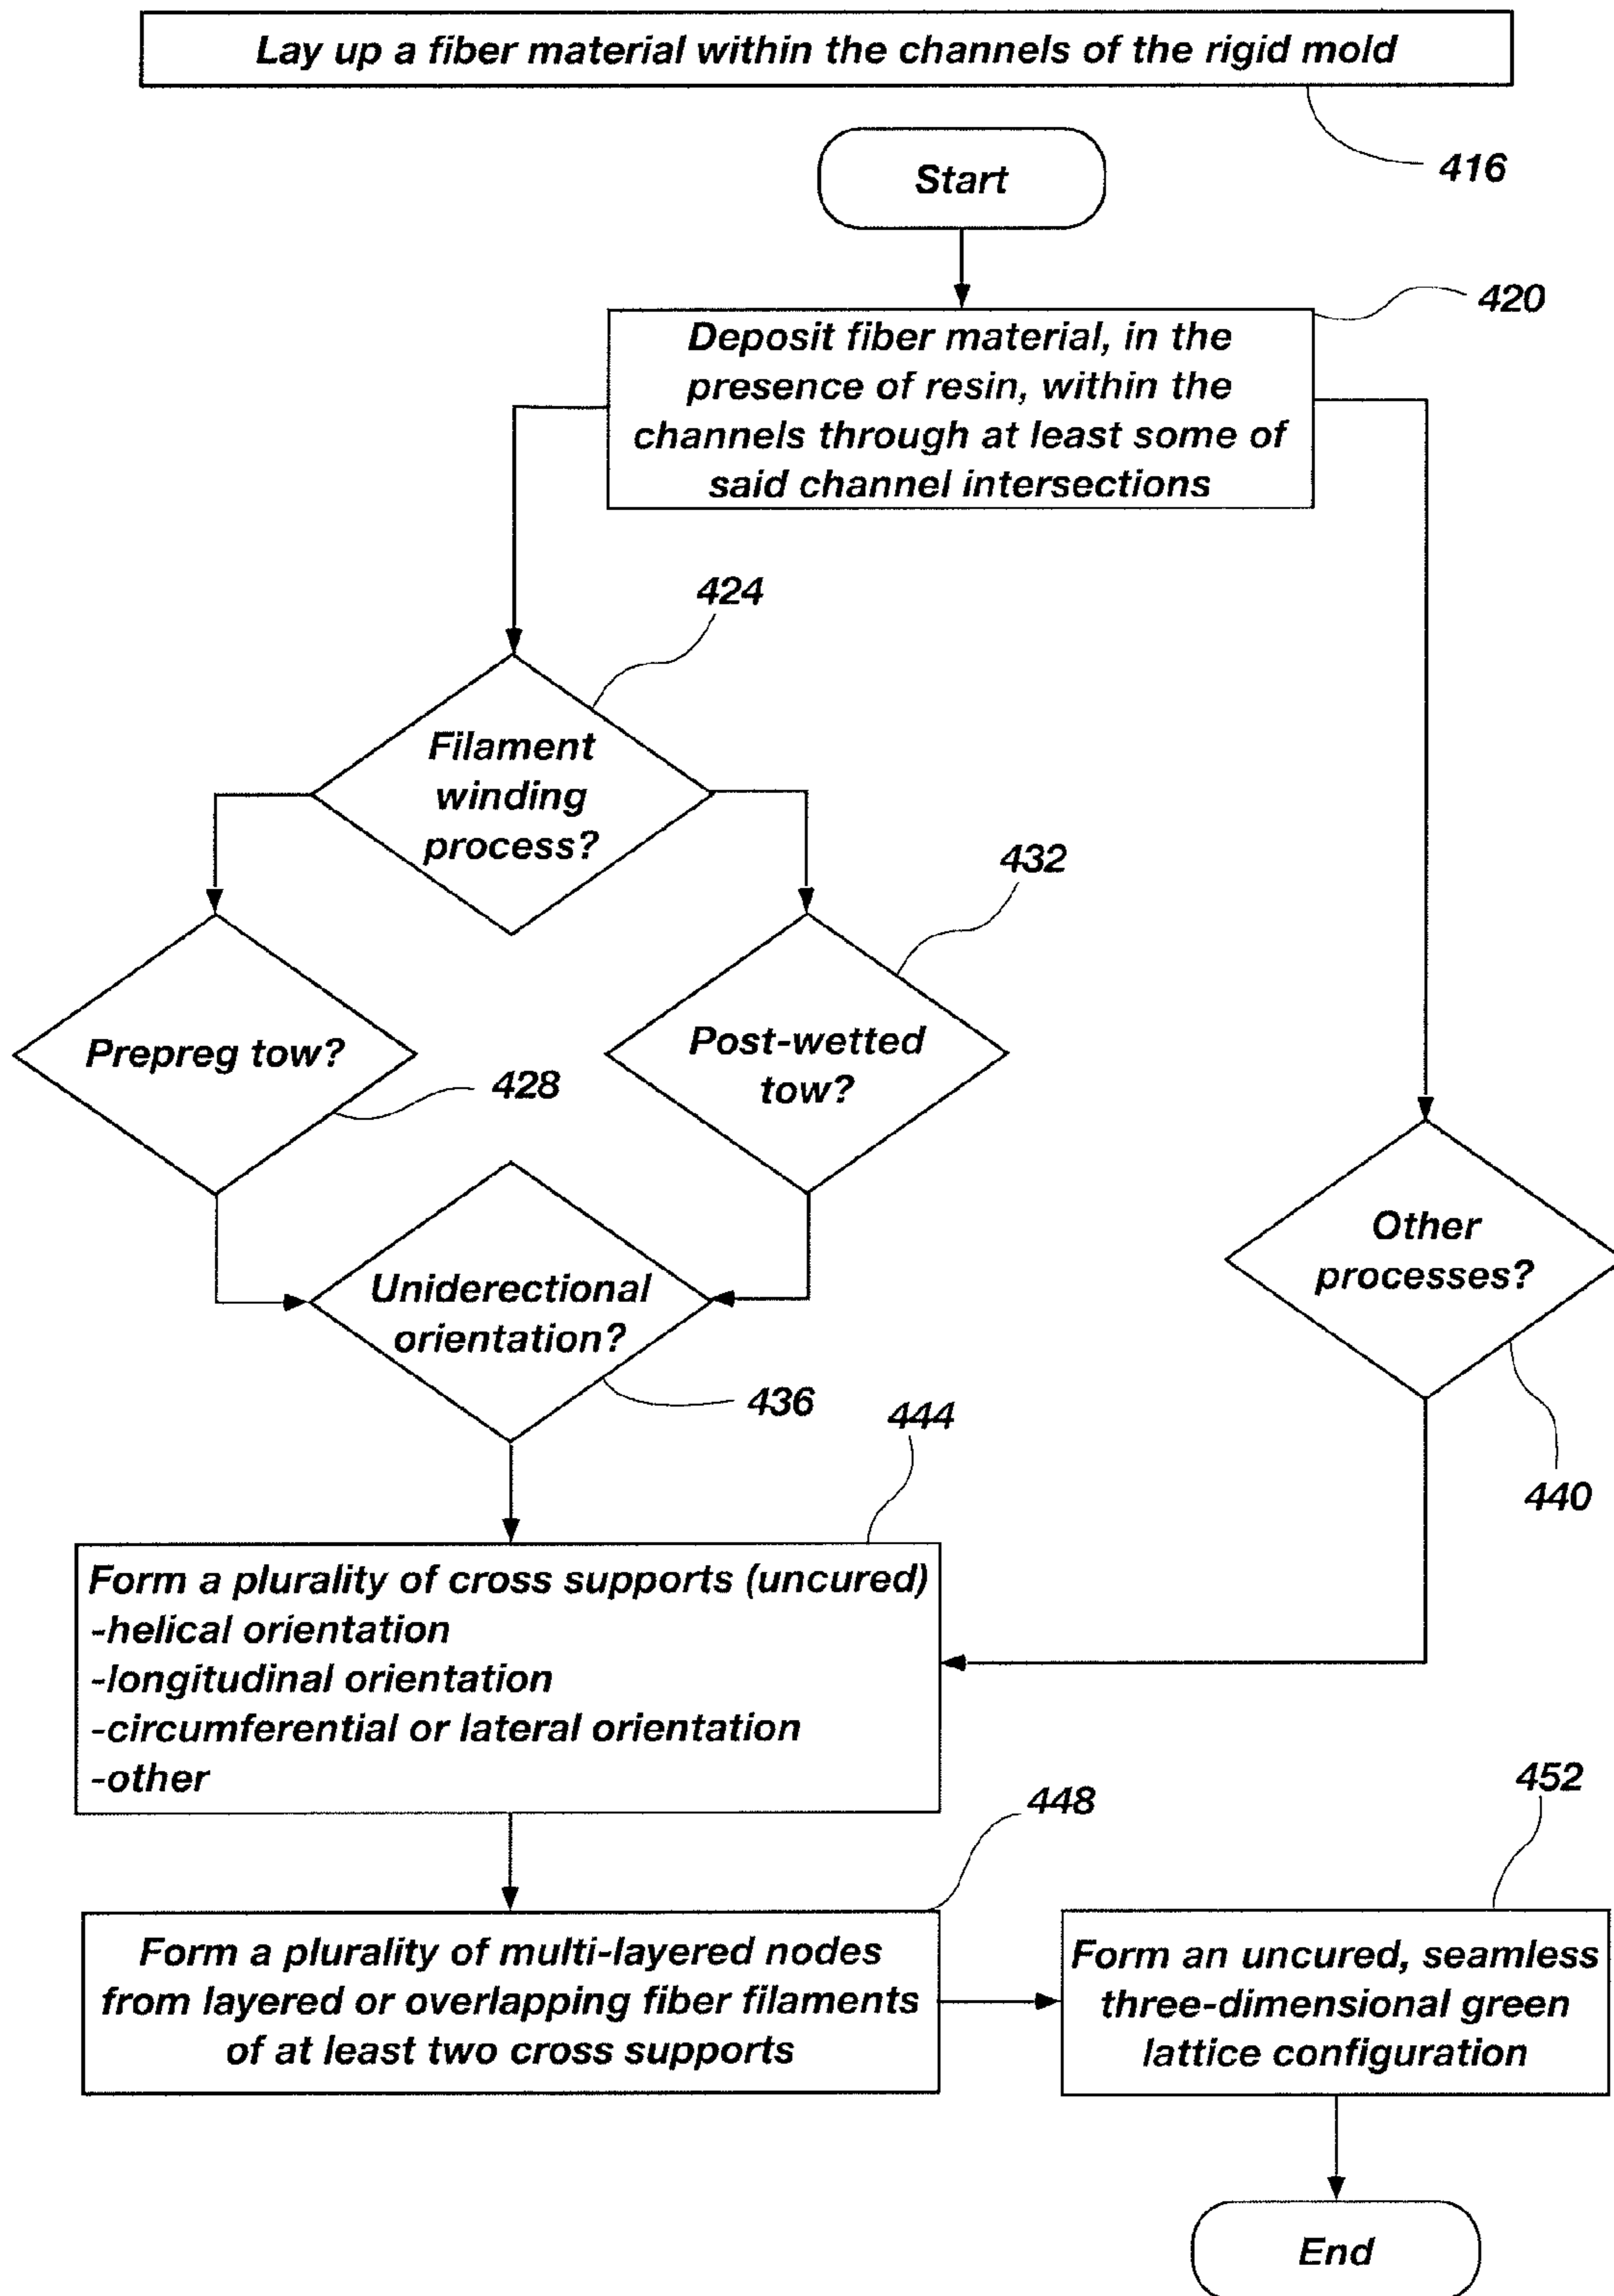 Lay up a fiber material within the channels of the rigid mold
416
Start
420
Deposit fiber material, in the
presence of resin, within the
channels through at least some of
said channel intersections
424
Filament
winding
process?
432
Prepreg tow?
428
Post-wetted
tow?
Other
processes?
440
Uniderectional
orientation?
436
444
Form a plurality of cross supports (uncured)
-helical orientation
-longitudinal orientation
-circumferential or lateral orientation
-other
448
Form a plurality of multi-layered nodes
from layered or overlapping fiber filaments
of at least two cross supports
452
Form an uncured, seamless
three-dimensional green
lattice configuration
End